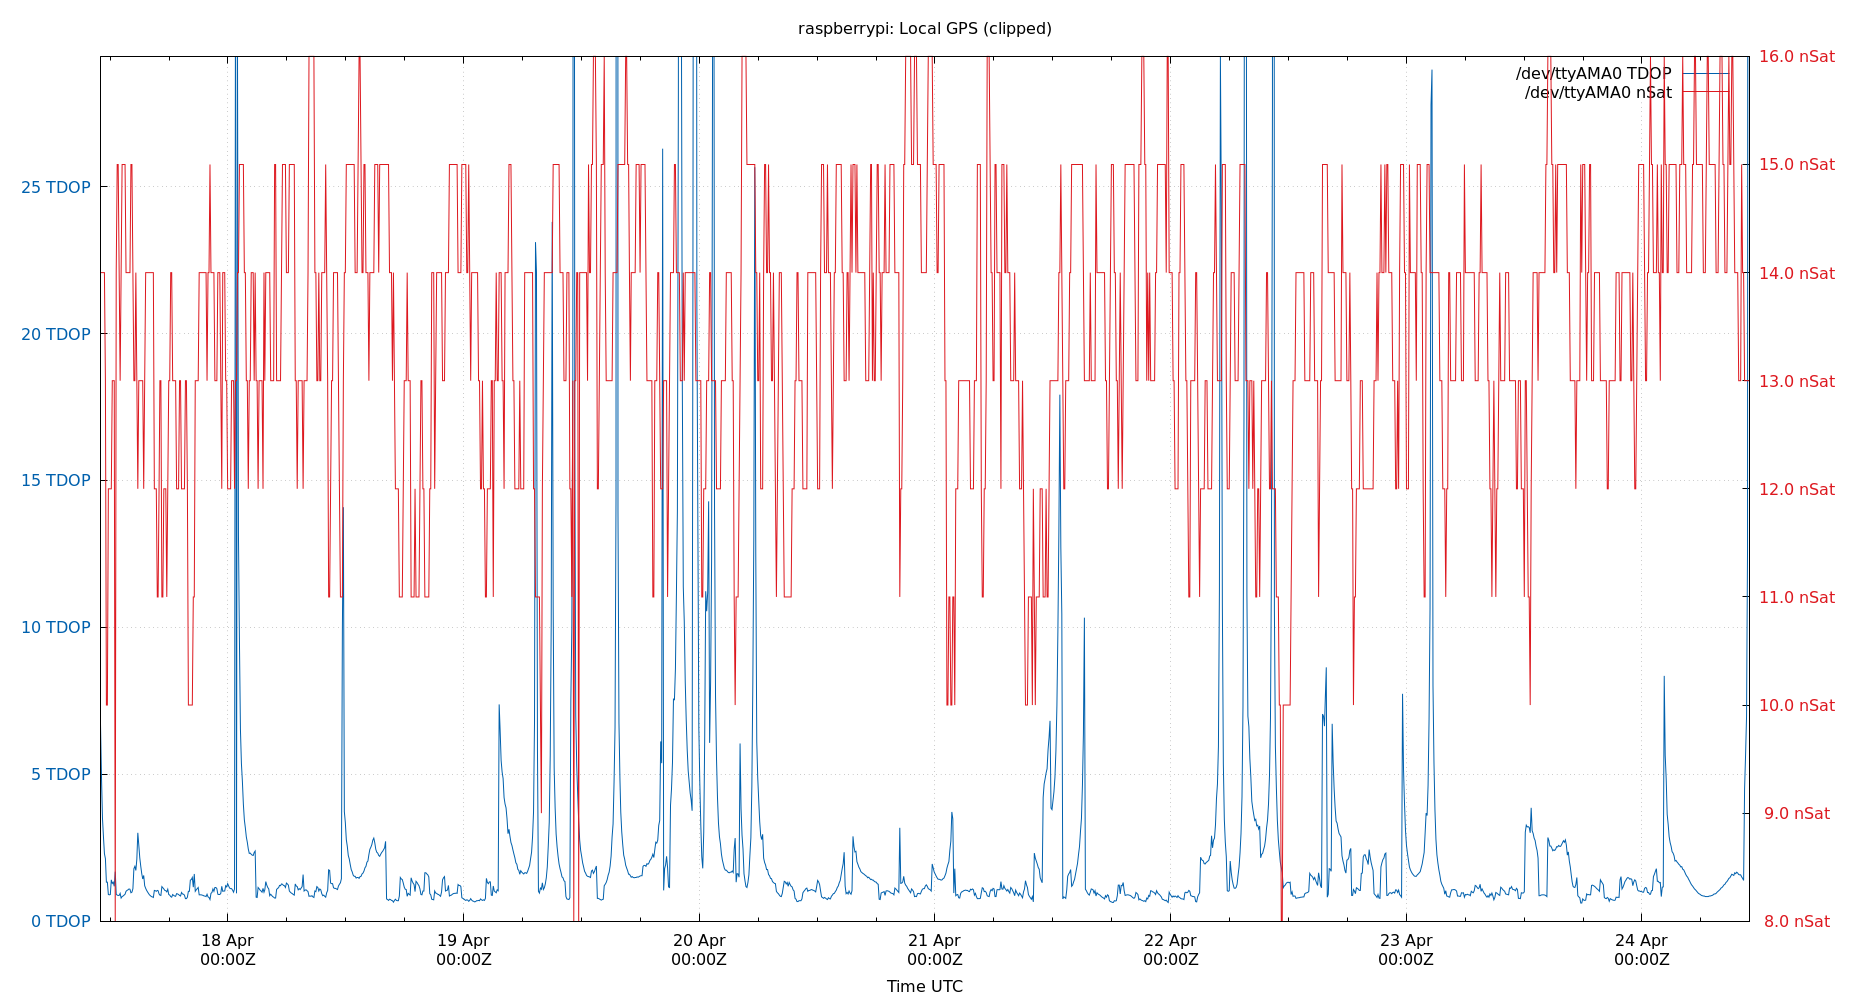 raspberrypi: Local GPS (clipped)
16.0 nSat
/dev/ttyAMA0 TDOP
/dev/ttyAMA0 nSat
15.0 nSat
25 TDOP
14.0 nSat
20 TDOP
13.0 nSat
15 TDOP
12.0 nSat
11.0 nSat
10 TDOP
10.0 nSat
5 TDOP
9.0 nSat
0 TDOP
8.0 nSat
18 Apr 19 Apr 20 Apr 21 Apr 22 Apr 23 Apr 24 Apr
00:00Z 00:00Z 00:00Z 00:00Z 00:00Z 00:00Z 00:00Z
Time UTC